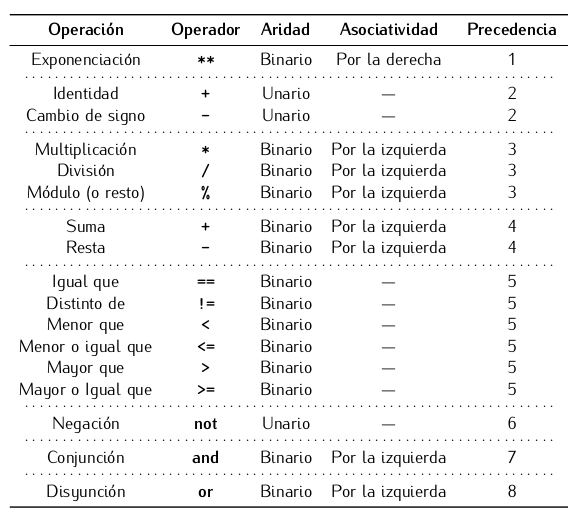 Operación Operador Aridad Asociatividad Precedencia
Exponenciación ** Binario Por la derecha 1
Identidad + Unario — 2
Cambio de signo - Unario — 2
Multiplicación * Binario Por la izquierda 3
División / Binario Por la izquierda 3
Módulo (o resto) % Binario Por la izquierda 3
Suma + Binario Por la izquierda 4
Resta - Binario Por la izquierda 4
Igual que == Binario — 5
Distinto de != Binario — 5
Menor que < Binario — 5
Menor o igual que <= Binario — 5
Mayor que > Binario — 5
Mayor o Igual que >= Binario — 5
Negación not Unario — 6
Conjunción and Binario Por la izquierda 7
Disyunción or Binario Por la izquierda 8